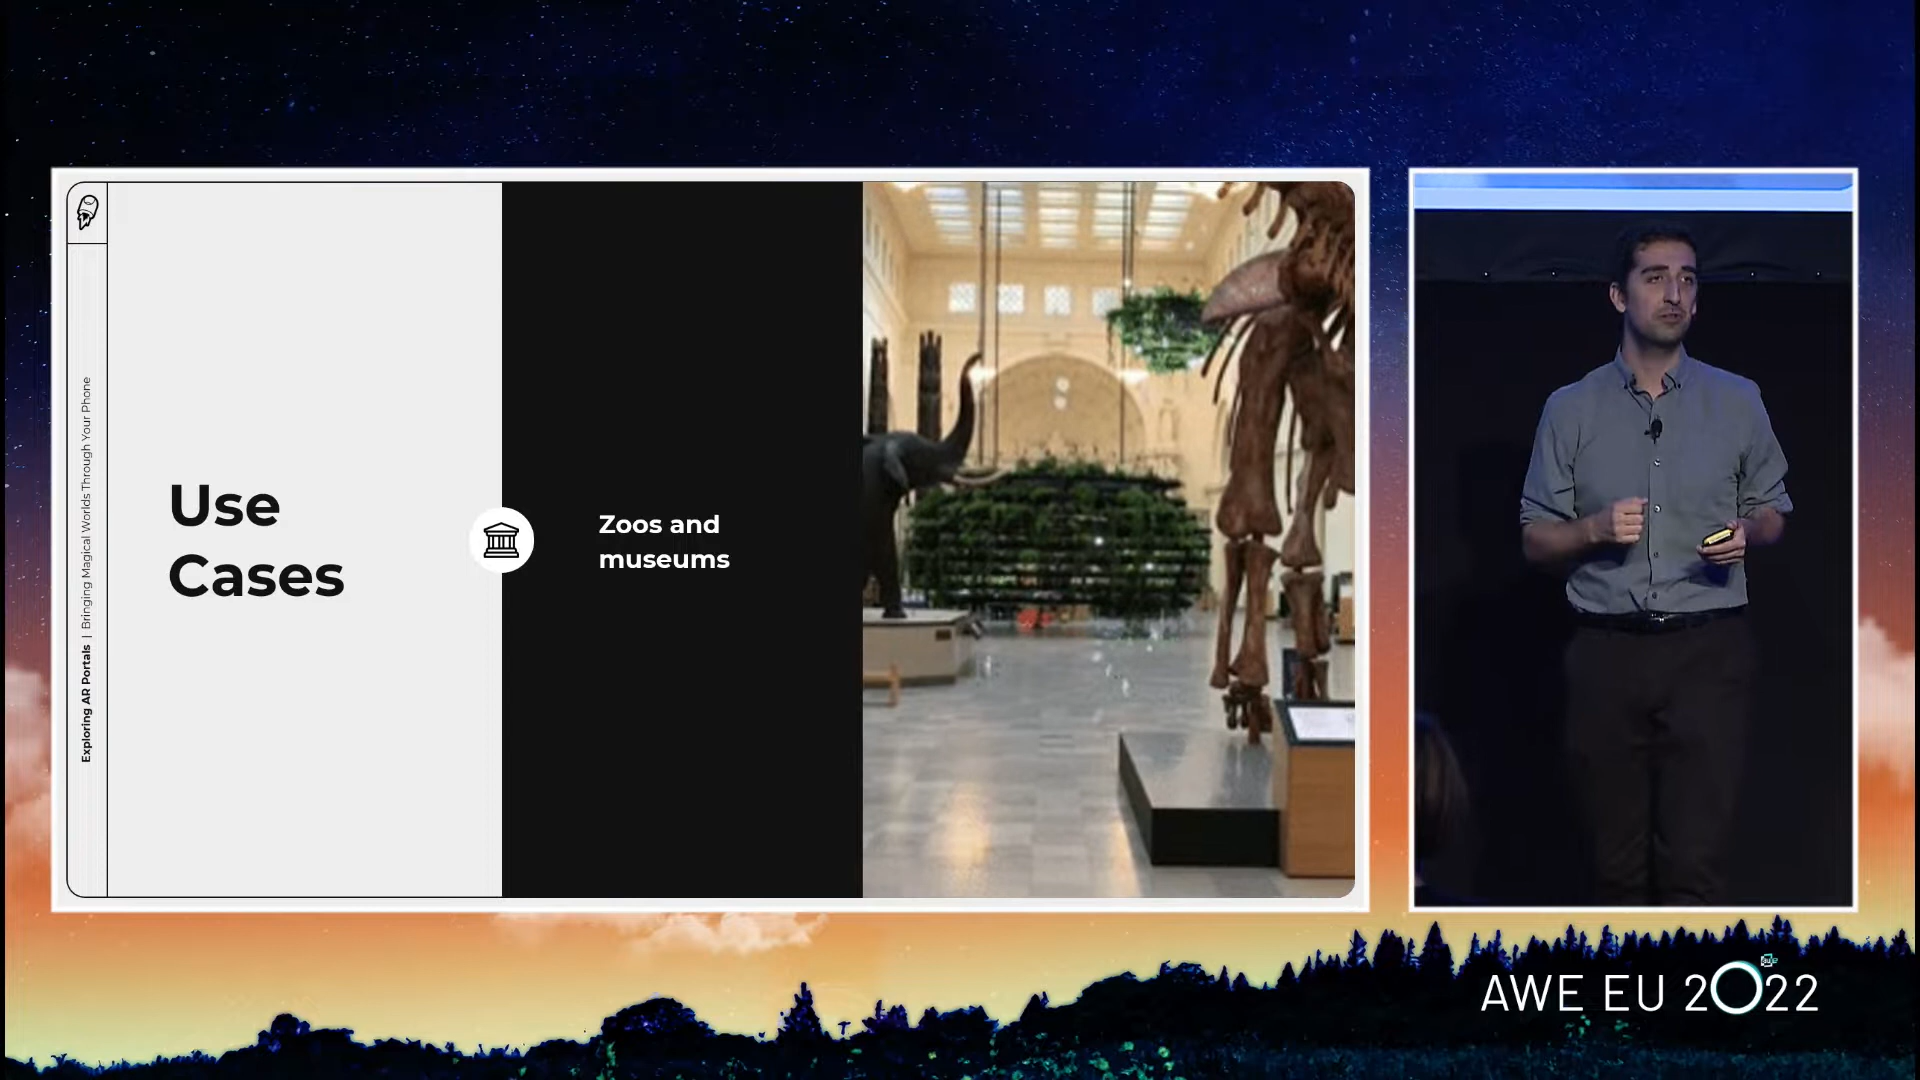 Exploring AR Portals | Bringing Magical Worlds Through Your Phone
Use
Cases
Zoos and
museums
AWE EU 2022